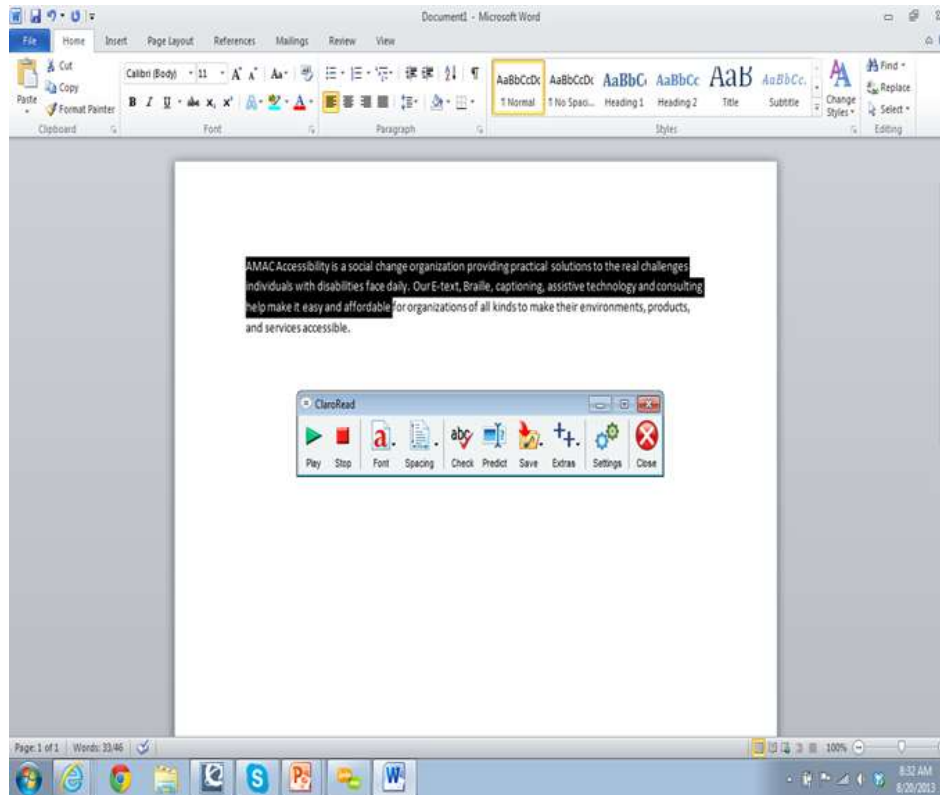 Document1 - Microsoft Word
File Home Insert Page Layout References Mailings Review View
Paste
Cut
Copy
Format Painter
Clipboard
Calibri (Body) 11
Font
Paragraph
AaBbCcDc AaBbCcDc AaBbC AaBbCc AaB AaBbCc.
¶ Normal ¶ No Spaci... Heading 1 Heading 2 Title Subtitle
Change Styles
Styles
Find
Replace
Select
Editing
AMAC Accessibility is a social change organization providing practical solutions to the real challenges
individuals with disabilities face daily. Our E-text, Braille, captioning, assistive technology and consulting
help make it easy and affordable for organizations of all kinds to make their environments, products,
and services accessible.
ClaroRead
Play Stop Font Spacing Check Predict Save Extras Settings Close
Page: 1 of 1 Words: 33/46 100%
8:32 AM
8/20/2013